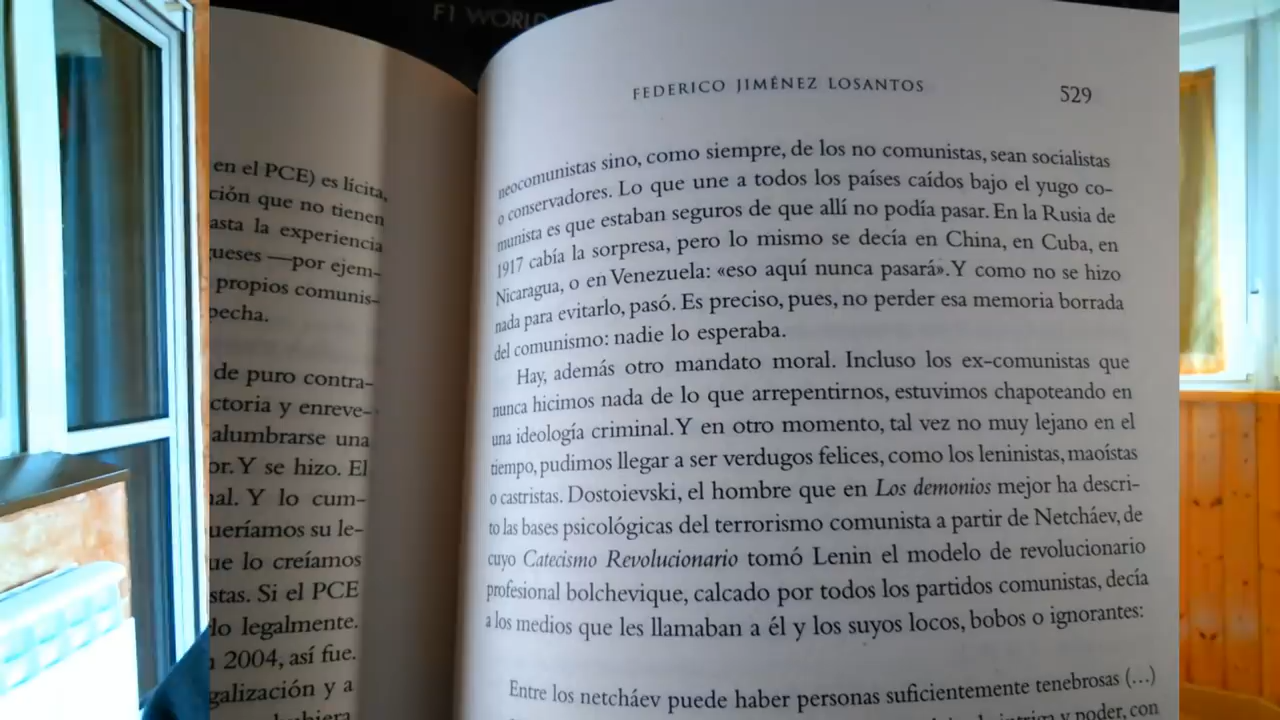 F1 WORLD
en el PCE) es lícita,
ción que no tienen
asta la experiencia
ueses —por ejem-
propios comunis-
pecha.
de puro contra-
ctoria y enreve-
alumbrarse una
or. Y se hizo. El
nal. Y lo cum-
ueríamos su le-
ue lo creíamos
stas. Si el PCE
lo legalmente.
2004, así fue.
galización y a
FEDERICO JIMÉNEZ LOSANTOS 529
neocomunistas sino, como siempre, de los no comunistas, sean socialistas
o conservadores. Lo que une a todos los países caídos bajo el yugo co-
munista es que estaban seguros de que allí no podía pasar. En la Rusia de
1917 cabía la sorpresa, pero lo mismo se decía en China, en Cuba, en
Nicaragua, o en Venezuela: «eso aquí nunca pasará». Y como no se hizo
nada para evitarlo, pasó. Es preciso, pues, no perder esa memoria borrada
del comunismo: nadie lo esperaba.
Hay, además otro mandato moral. Incluso los ex-comunistas que
nunca hicimos nada de lo que arrepentirnos, estuvimos chapoteando en
una ideología criminal. Y en otro momento, tal vez no muy lejano en el
tiempo, pudimos llegar a ser verdugos felices, como los leninistas, maoístas
o castristas. Dostoievski, el hombre que en Los demonios mejor ha descri-
to las bases psicológicas del terrorismo comunista a partir de Netcháev, de
cuyo Catecismo Revolucionario tomó Lenin el modelo de revolucionario
profesional bolchevique, calcado por todos los partidos comunistas, decía
a los medios que les llamaban a él y los suyos locos, bobos o ignorantes:
Entre los netcháev puede haber personas suficientemente tenebrosas (...)
intriga y poder, con